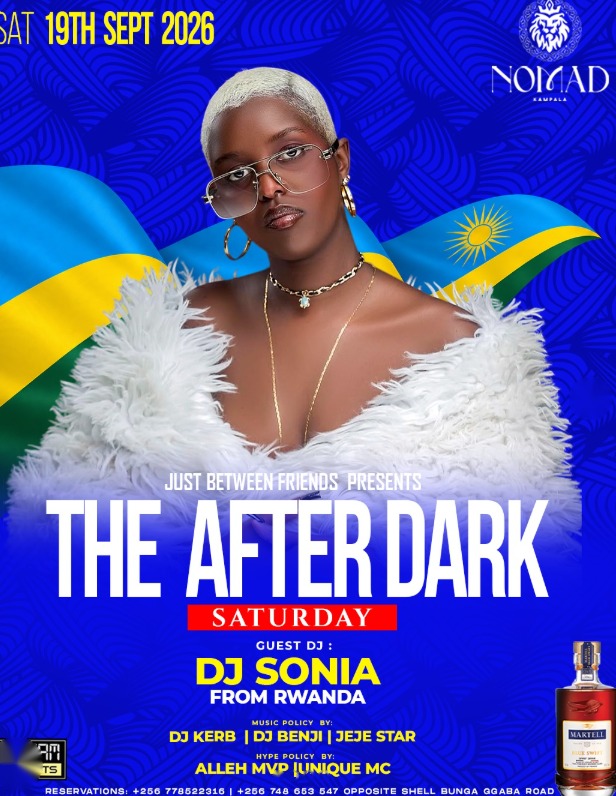 SAT 19TH SEPT 2026
NOMAD
KAMPALA
JUST BETWEEN FRIENDS PRESENTS
THE AFTER DARK
SATURDAY
GUEST DJ :
DJ SONIA
FROM RWANDA
MUSIC POLICY BY:
DJ KERB | DJ BENJI | JEJE STAR
HYPE POLICY BY:
ALLEH MVP |UNIQUE MC
MARTELL
RESERVATIONS: +256 778522316 | +256 748 653 547 OPPOSITE SHELL BUNGA GGABA ROAD